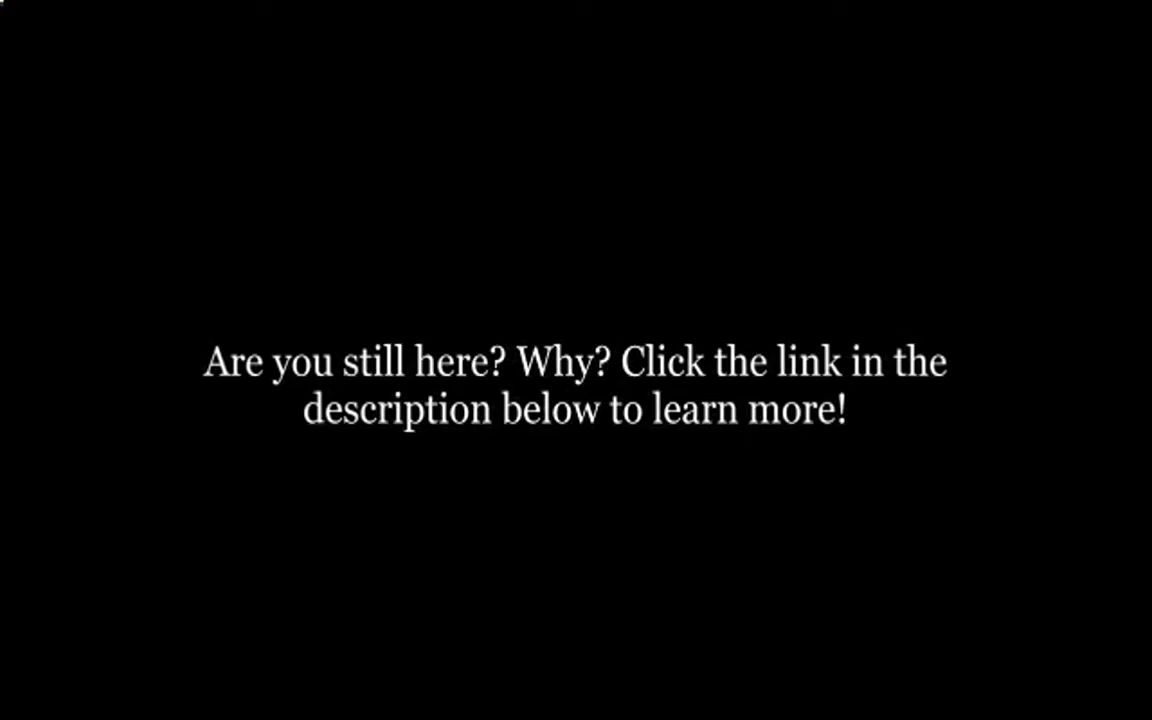 Are you still here? Why? Click the link in the
description below to learn more!